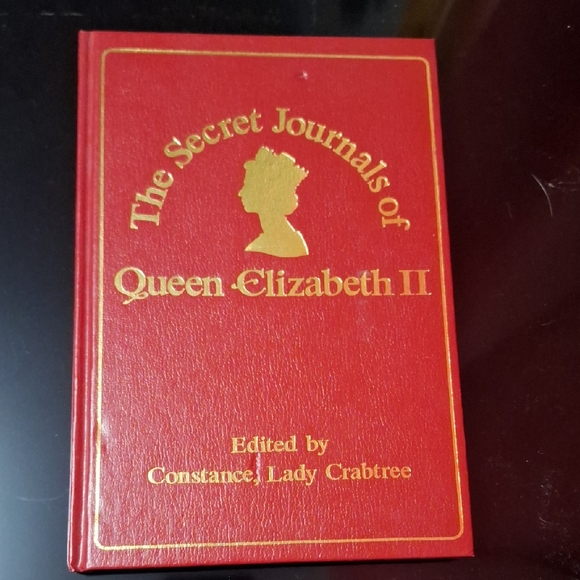 The Secret Journals of
Queen Elizabeth II
Edited by
Constance, Lady Crabtree